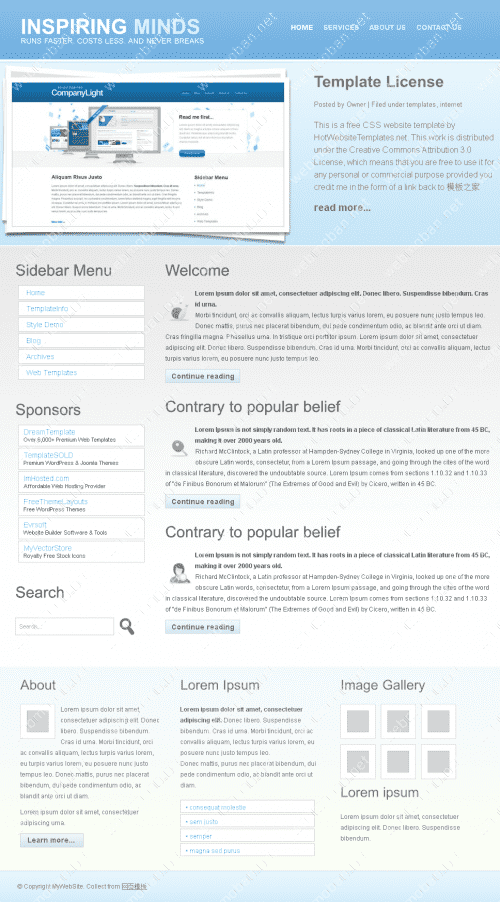 INSPIRING MINDS
RUNS FASTER. COSTS LESS. AND NEVER BREAKS
HOME SERVICES ABOUT US CONTACT US
CompanyLight
Read me first...
Aliquam Risus Justo
Sidebar Menu
Template License
Posted by Owner | Filed under templates, internet
This is a free CSS website template by
HotWebsiteTemplates.net. This work is distributed
under the Creative Commons Attribution 3.0
License, which means that you are free to use it for
any personal or commercial purpose provided you
credit me in the form of a link back to 模板之家
read more...
Sidebar Menu
Home
TemplateInfo
Style Demo
Blog
Archives
Web Templates
Sponsors
DreamTemplate
Over 6,000+ Premium Web Templates
TemplateSOLD
Premium WordPress & Joomla Themes
ImHosted.com
Affordable Web Hosting Provider
FreeThemeLayouts
Free WordPress Themes
Evrsoft
Website Builder Software & Tools
MyVectorStore
Royalty Free Stock Icons
Search
Search...
Welcome
Lorem ipsum dolor sit amet, consectetuer adipiscing elit. Donec libero. Suspendisse bibendum. Cras
id urna.
Morbi tincidunt, orci ac convallis aliquam, lectus turpis varius lorem, eu posuere nunc justo tempus leo.
Donec mattis, purus nec placerat bibendum, dui pede condimentum odio, ac blandit ante orci ut diam.
Cras fringilla magna. Phasellus urna. In tristique orci porttitor ipsum. Lorem ipsum dolor sit amet, consectetuer
adipiscing elit. Donec libero. Suspendisse bibendum. Cras id urna. Morbi tincidunt, orci ac convallis aliquam, lectus
turpis varius lorem, eu posuere nunc justo tempus leo.
Continue reading
Contrary to popular belief
Lorem Ipsum is not simply random text. It has roots in a piece of classical Latin literature from 45 BC,
making it over 2000 years old.
Richard McClintock, a Latin professor at Hampden-Sydney College in Virginia, looked up one of the more
obscure Latin words, consectetur, from a Lorem Ipsum passage, and going through the cites of the word
in classical literature, discovered the undoubtable source. Lorem Ipsum comes from sections 1.10.32 and 1.10.33
of "de Finibus Bonorum et Malorum" (The Extremes of Good and Evil) by Cicero, written in 45 BC.
Continue reading
Contrary to popular belief
Lorem Ipsum is not simply random text. It has roots in a piece of classical Latin literature from 45 BC,
making it over 2000 years old.
Richard McClintock, a Latin professor at Hampden-Sydney College in Virginia, looked up one of the more
obscure Latin words, consectetur, from a Lorem Ipsum passage, and going through the cites of the word
in classical literature, discovered the undoubtable source. Lorem Ipsum comes from sections 1.10.32 and 1.10.33
of "de Finibus Bonorum et Malorum" (The Extremes of Good and Evil) by Cicero, written in 45 BC.
Continue reading
About
Lorem ipsum dolor sit amet,
consectetuer adipiscing elit. Donec
libero. Suspendisse bibendum.
Cras id urna. Morbi tincidunt, orci
ac convallis aliquam, lectus turpis varius lorem,
eu posuere nunc justo tempus leo. Donec
mattis, purus nec placerat bibendum, dui pede
condimentum odio, ac blandit ante orci ut diam.
Lorem ipsum dolor sit amet, consectetuer
adipiscing urna.
Learn more...
Lorem Ipsum
Lorem ipsum dolor sit amet, consectetuer
adipiscing elit. Donec libero. Suspendisse
bibendum. Cras id urna. Morbi tincidunt, orci
ac convallis aliquam, lectus turpis varius
lorem, eu posuere nunc justo tempus leo.
Donec mattis, purus nec placerat bibendum,
dui pede condimentum odio, ac blandit ante
orci ut diam.
• consequat molestie
• sem justo
• semper
• magna sed purus
Image Gallery
Lorem ipsum
Lorem ipsum dolor sit amet, consectetuer
adipiscing elit. Donec libero. Suspendisse
bibendum.
© Copyright MyWebSite. Collect from 网页模板